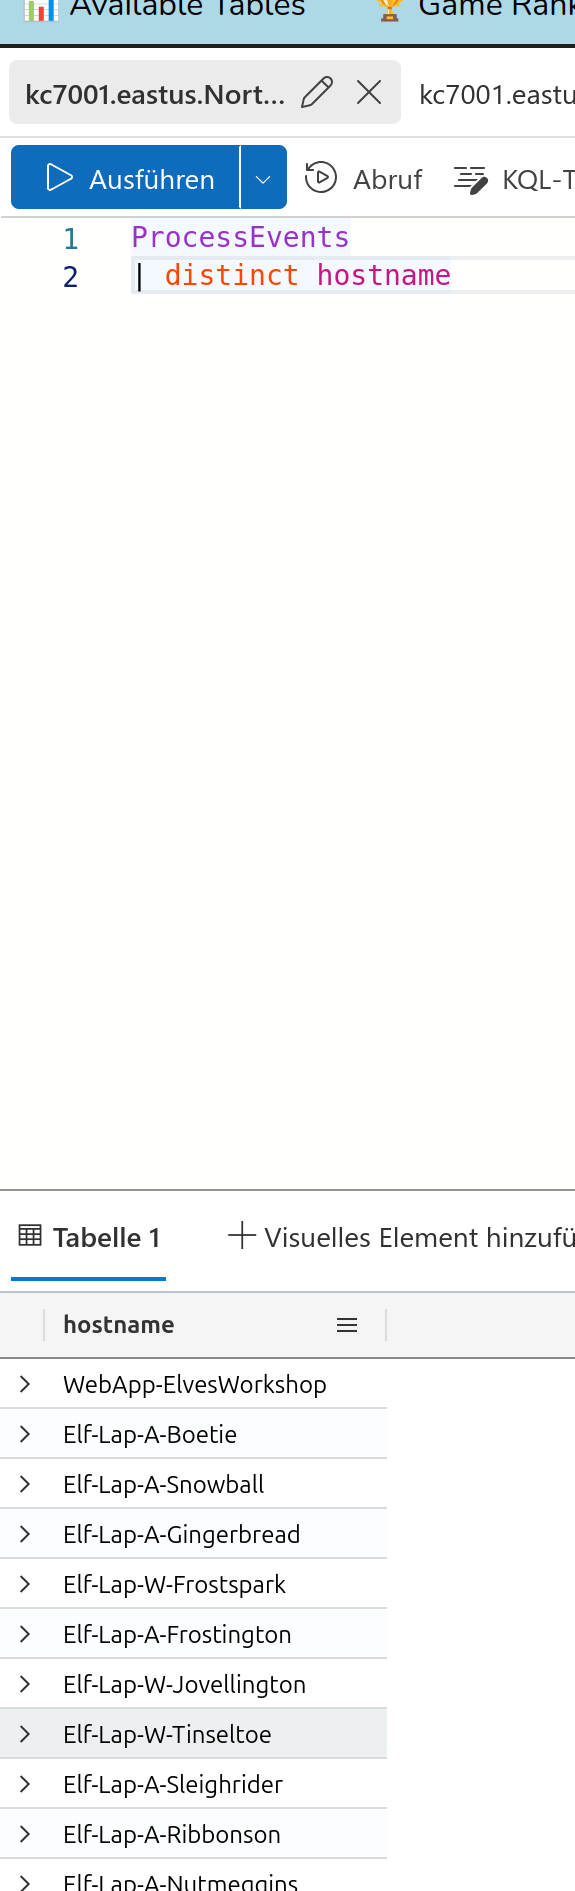 Available Tables Game Rank
kc7001.eastus.Nort... kc7001.eastu
Ausführen Abruf KQL-T
1 ProcessEvents
2 | distinct hostname
Tabelle 1 Visuelles Element hinzufü
hostname
WebApp-ElvesWorkshop
Elf-Lap-A-Boetie
Elf-Lap-A-Snowball
Elf-Lap-A-Gingerbread
Elf-Lap-W-Frostspark
Elf-Lap-A-Frostington
Elf-Lap-W-Jovellington
Elf-Lap-W-Tinseltoe
Elf-Lap-A-Sleighrider
Elf-Lap-A-Ribbonson
Elf-Lap-A-Nutmeggins